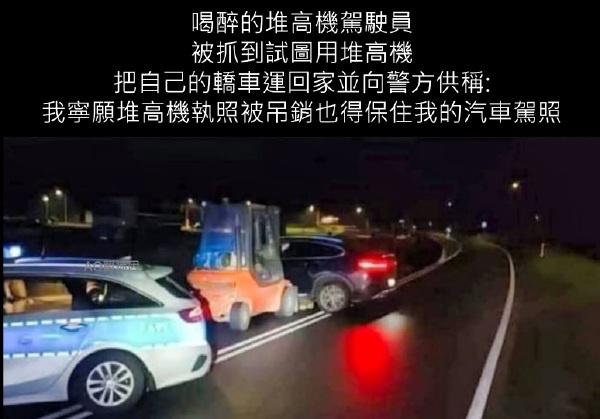 喝醉的堆高機駕駛員
被抓到試圖用堆高機
把自己的轎車運回家並向警方供稱:
我寧願堆高機執照被吊銷也得保住我的汽車駕照